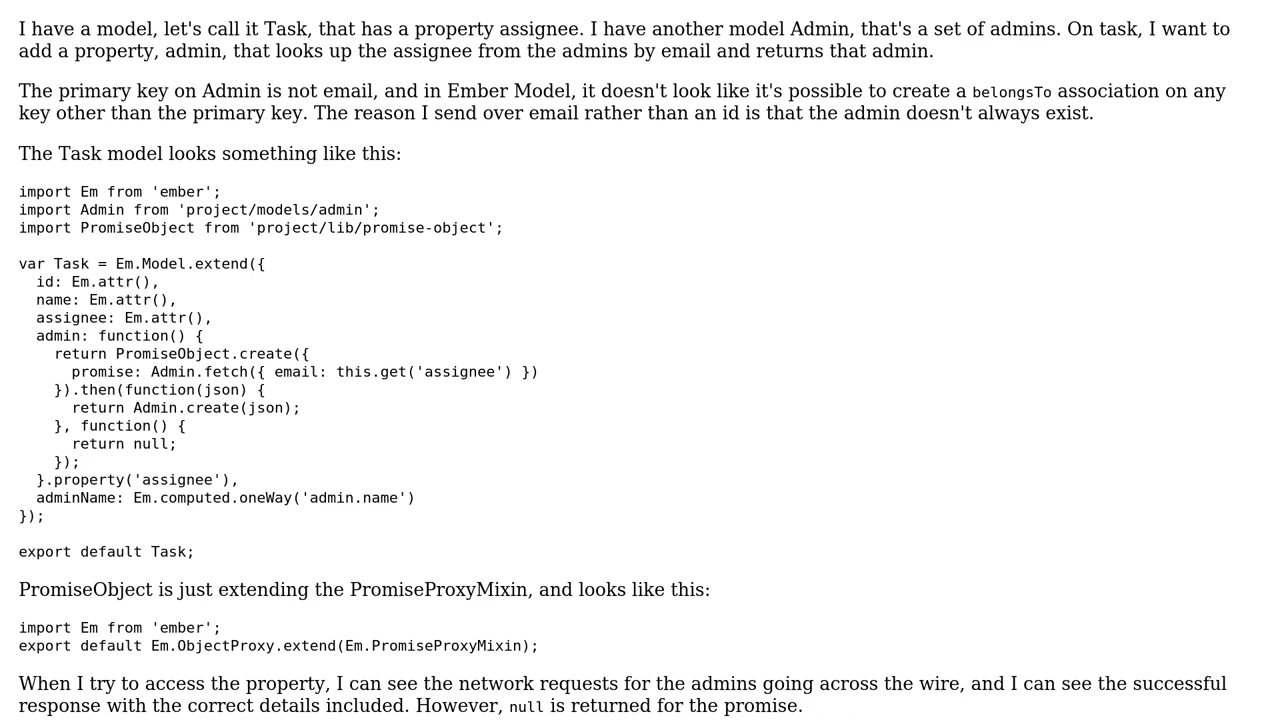 I have a model, let's call it Task, that has a property assignee. I have another model Admin, that's a set of admins. On task, I want to
add a property, admin, that looks up the assignee from the admins by email and returns that admin.
The primary key on Admin is not email, and in Ember Model, it doesn't look like it's possible to create a belongsTo association on any
key other than the primary key. The reason I send over email rather than an id is that the admin doesn't always exist.
The Task model looks something like this:
import Em from 'ember';
import Admin from 'project/models/admin';
import PromiseObject from 'project/lib/promise-object';
var Task = Em.Model.extend({
  id: Em.attr(),
  name: Em.attr(),
  assignee: Em.attr(),
  admin: function() {
    return PromiseObject.create({
      promise: Admin.fetch({ email: this.get('assignee') })
    }).then(function(json) {
      return Admin.create(json);
    }, function() {
      return null;
    });
  }.property('assignee'),
  adminName: Em.computed.oneWay('admin.name')
});
export default Task;
PromiseObject is just extending the PromiseProxyMixin, and looks like this:
import Em from 'ember';
export default Em.ObjectProxy.extend(Em.PromiseProxyMixin);
When I try to access the property, I can see the network requests for the admins going across the wire, and I can see the successful
response with the correct details included. However, null is returned for the promise.